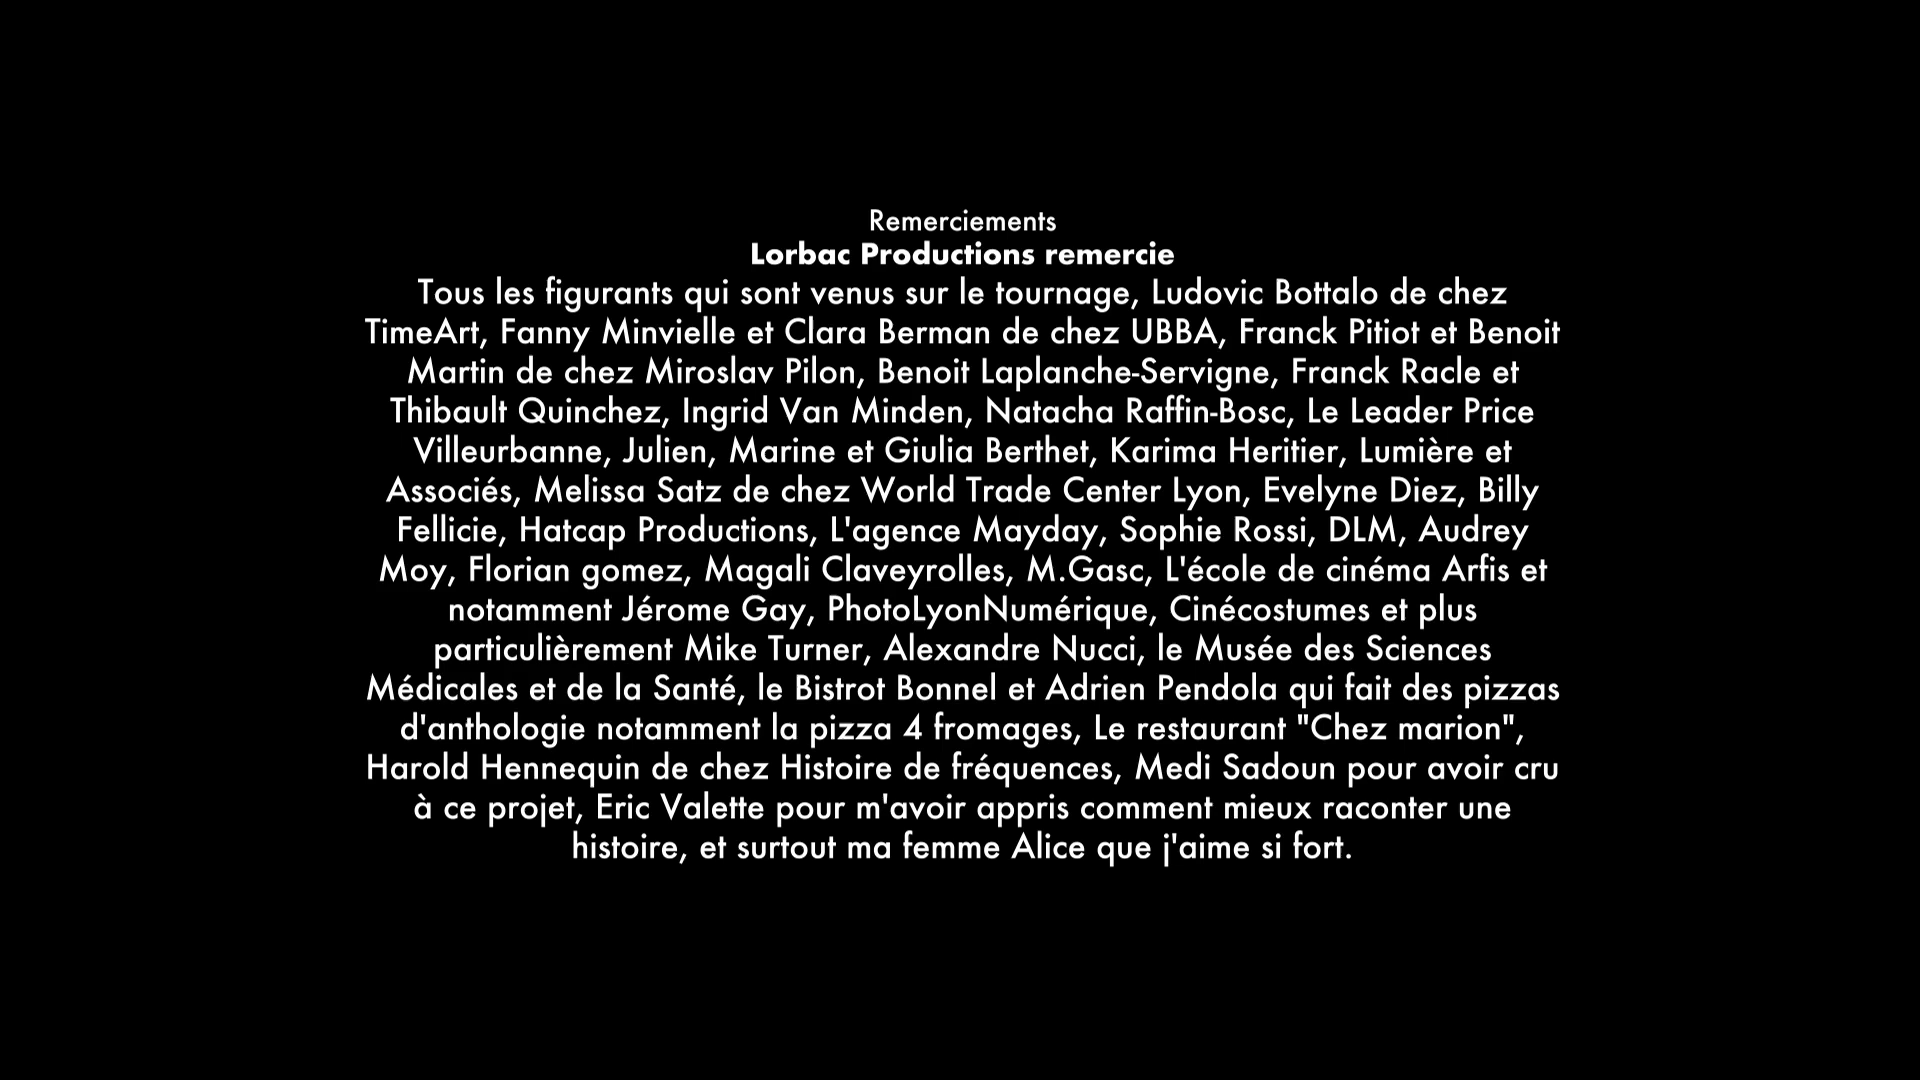 Remerciements
Lorbac Productions remercie
Tous les figurants qui sont venus sur le tournage, Ludovic Bottalo de chez
TimeArt, Fanny Minvielle et Clara Berman de chez UBBA, Franck Pitiot et Benoit
Martin de chez Miroslav Pilon, Benoit Laplanche-Servigne, Franck Racle et
Thibault Quinchez, Ingrid Van Minden, Natacha Raffin-Bosc, Le Leader Price
Villeurbanne, Julien, Marine et Giulia Berthet, Karima Heritier, Lumière et
Associés, Melissa Satz de chez World Trade Center Lyon, Evelyne Diez, Billy
Fellicie, Hatcap Productions, L'agence Mayday, Sophie Rossi, DLM, Audrey
Moy, Florian gomez, Magali Claveyrolles, M.Gasc, L'école de cinéma Arfis et
notamment Jérome Gay, PhotoLyonNumérique, Cinécostumes et plus
particulièrement Mike Turner, Alexandre Nucci, le Musée des Sciences
Médicales et de la Santé, le Bistrot Bonnel et Adrien Pendola qui fait des pizzas
d'anthologie notamment la pizza 4 fromages, Le restaurant "Chez marion",
Harold Hennequin de chez Histoire de fréquences, Medi Sadoun pour avoir cru
à ce projet, Eric Valette pour m'avoir appris comment mieux raconter une
histoire, et surtout ma femme Alice que j'aime si fort.